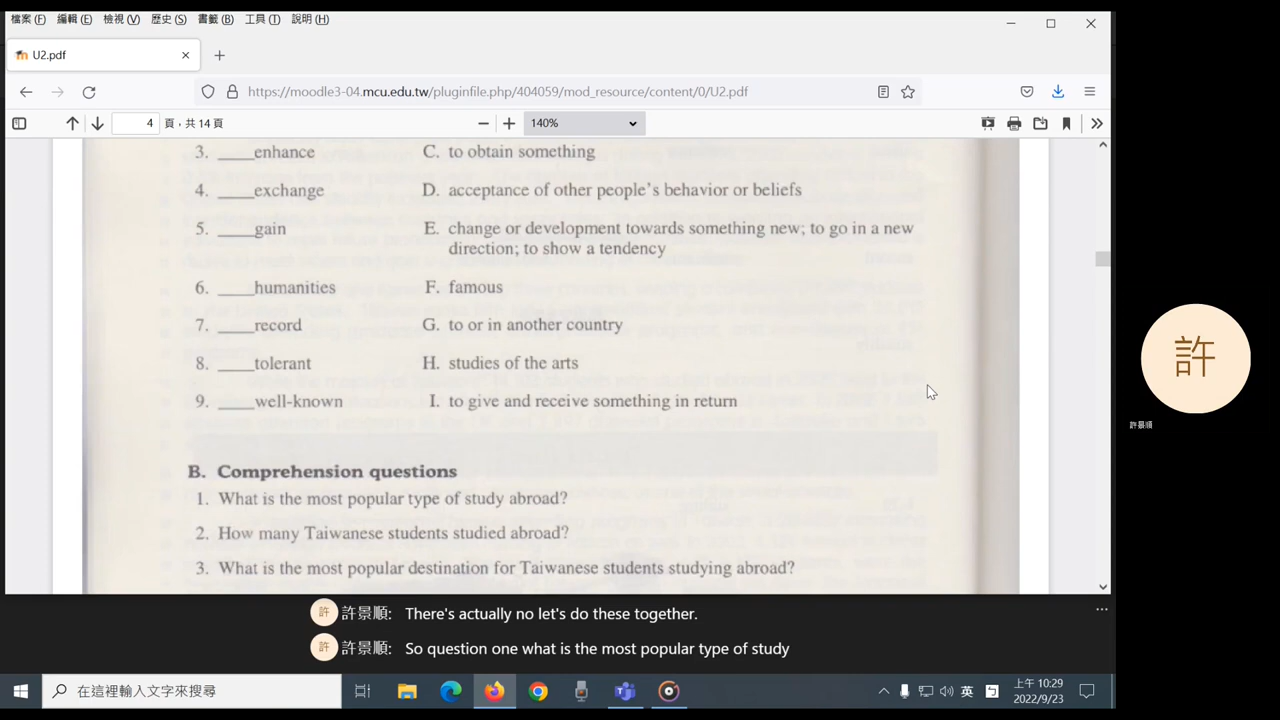 檔案 (F) 編輯 (E) 檢視 (V) 歷史 (S) 書籤 (B) 工具 (T) 說明 (H)
U2.pdf
https://moodle3-04.mcu.edu.tw/pluginfile.php/404059/mod_resource/content/0/U2.pdf
4 頁，共 14 頁
140%
3. ____enhance C. to obtain something
4. ____exchange D. acceptance of other people's behavior or beliefs
5. ____gain E. change or development towards something new; to go in a new
direction; to show a tendency
6. ____humanities F. famous
7. ____record G. to or in another country
8. ____tolerant H. studies of the arts
9. ____well-known I. to give and receive something in return
B. Comprehension questions
1. What is the most popular type of study abroad?
2. How many Taiwanese students studied abroad?
3. What is the most popular destination for Taiwanese students studying abroad?
許
許景順
許 許景順: There's actually no let's do these together.
許 許景順: So question one what is the most popular type of study
在這裡輸入文字來搜尋
英
ㄅ
上午 10:29
2022/9/23